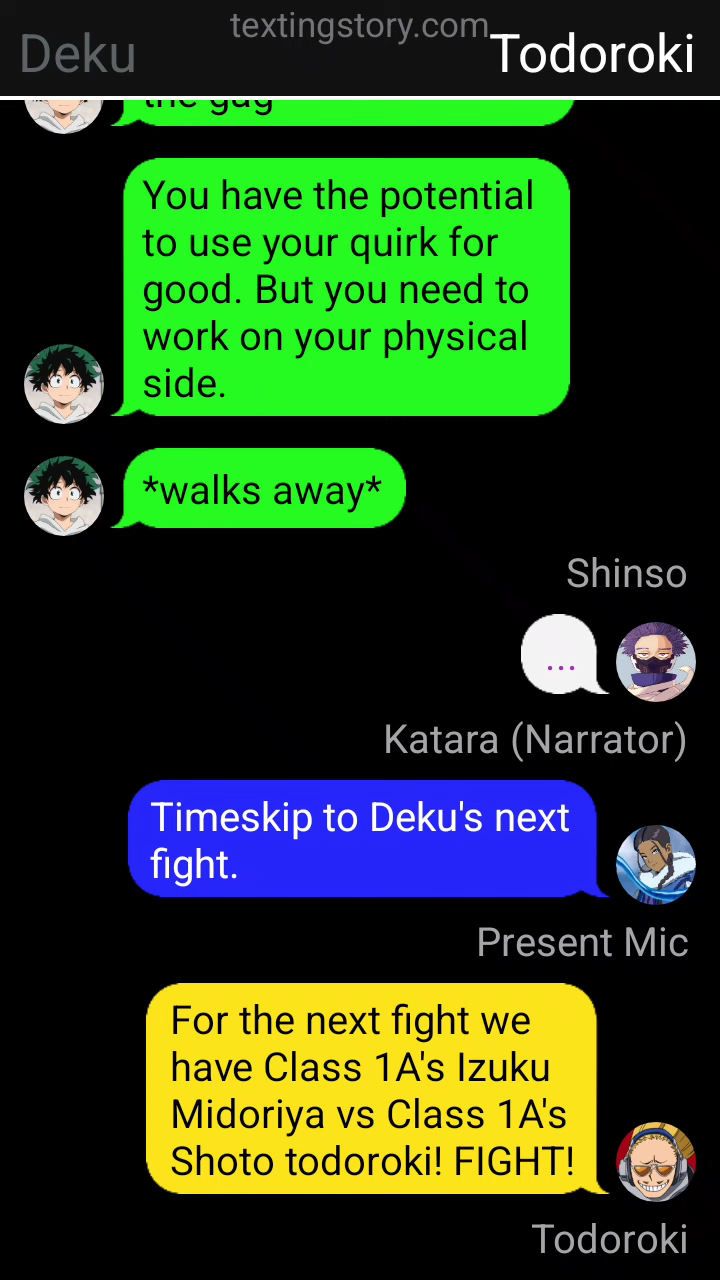 textingstory.com
Deku
Todoroki
the gag
You have the potential
to use your quirk for
good. But you need to
work on your physical
side.
*walks away*
Shinso
...
Katara (Narrator)
Timeskip to Deku's next
fight.
Present Mic
For the next fight we
have Class 1A's Izuku
Midoriya vs Class 1A's
Shoto todoroki! FIGHT!
Todoroki